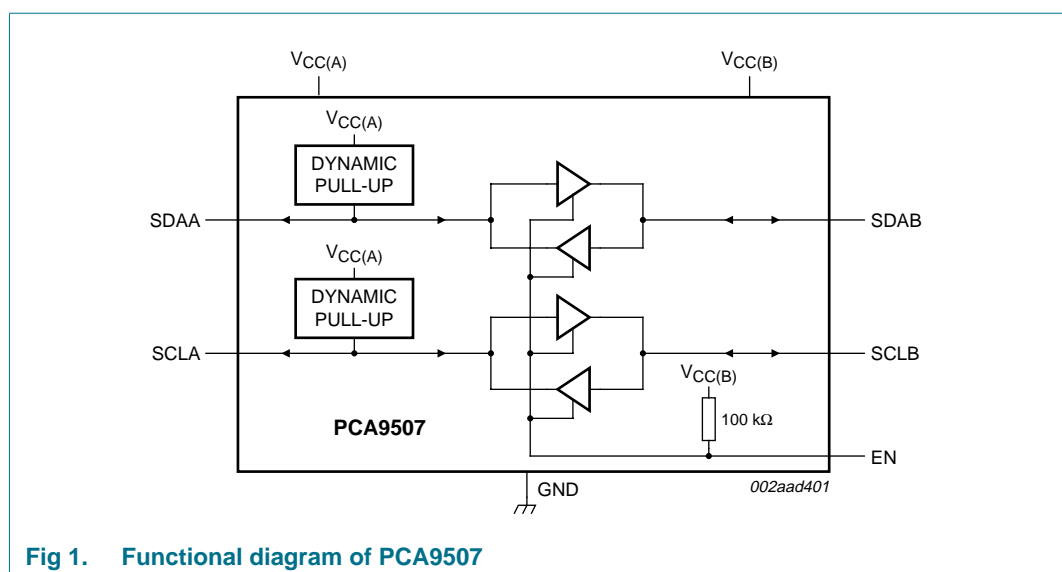 VCC(A)
VCC(B)
VCC(A)
DYNAMIC
PULL-UP
SDAA
SDAB
VCC(A)
DYNAMIC
PULL-UP
SCLA
SCLB
VCC(B)
100 kΩ
PCA9507
EN
GND
002aad401
Fig 1. Functional diagram of PCA9507